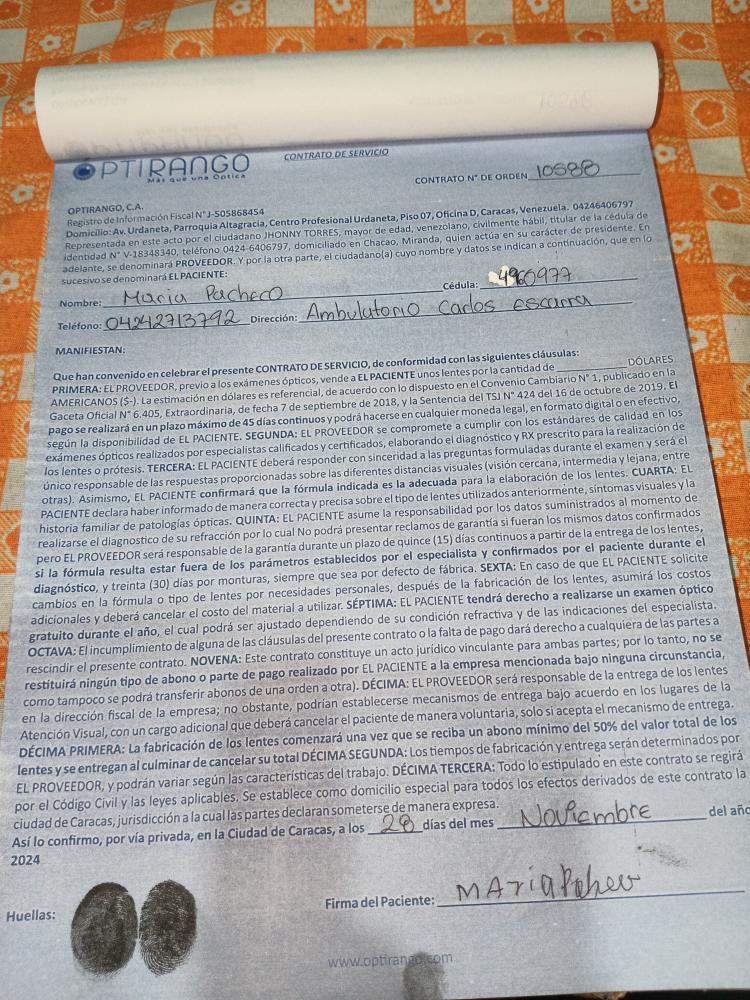 OPTIRANGO
Más que una Óptica
CONTRATO DE SERVICIO
CONTRATO N° DE ORDEN 10588
OPTIRANGO, C.A.
Registro de Información Fiscal N° J-505868454
Domicilio: Av. Urdaneta, Parroquia Altagracia, Centro Profesional Urdaneta, Piso 07, Oficina D, Caracas, Venezuela. 04246406797
Representada en este acto por el ciudadano JHONNY TORRES, mayor de edad, venezolano, civilmente hábil, titular de la cédula de
identidad N° V-18348340, teléfono 0424-6406797, domiciliado en Chacao, Miranda, quien actúa en su carácter de presidente. En
adelante, se denominará PROVEEDOR. Y por la otra parte, el ciudadano(a) cuyo nombre y datos se indican a continuación, que en lo
sucesivo se denominará EL PACIENTE:
Nombre: Maria Pacheco Cédula: 4960977
Teléfono: 04242713792 Dirección: Ambulatorio Carlos escarra
MANIFIESTAN:
Que han convenido en celebrar el presente CONTRATO DE SERVICIO, de conformidad con las siguientes cláusulas:
PRIMERA: EL PROVEEDOR, previo a los exámenes ópticos, vende a EL PACIENTE unos lentes por la cantidad de ____________ DÓLARES
AMERICANOS ($-). La estimación en dólares es referencial, de acuerdo con lo dispuesto en el Convenio Cambiario N° 1, publicado en la
Gaceta Oficial N° 6.405, Extraordinaria, de fecha 7 de septiembre de 2018, y la Sentencia del TSJ N° 424 del 16 de octubre de 2019. El
pago se realizará en un plazo máximo de 45 días continuos y podrá hacerse en cualquier moneda legal, en formato digital o en efectivo,
según la disponibilidad de EL PACIENTE. SEGUNDA: EL PROVEEDOR se compromete a cumplir con los estándares de calidad en los
exámenes ópticos realizados por especialistas calificados y certificados, elaborando el diagnóstico y RX prescrito para la realización de
los lentes o prótesis. TERCERA: EL PACIENTE deberá responder con sinceridad a las preguntas formuladas durante el examen y será el
único responsable de las respuestas proporcionadas sobre las diferentes distancias visuales (visión cercana, intermedia y lejana, entre
otras). Asimismo, EL PACIENTE confirmará que la fórmula indicada es la adecuada para la elaboración de los lentes. CUARTA: EL
PACIENTE declara haber informado de manera correcta y precisa sobre el tipo de lentes utilizados anteriormente, síntomas visuales y la
historia familiar de patologías ópticas. QUINTA: EL PACIENTE asume la responsabilidad por los datos suministrados al momento de
realizarse el diagnostico de su refracción por lo cual No podrá presentar reclamos de garantía si fueran los mismos datos confirmados
pero EL PROVEEDOR será responsable de la garantía durante un plazo de quince (15) días continuos a partir de la entrega de los lentes,
si la fórmula resulta estar fuera de los parámetros establecidos por el especialista y confirmados por el paciente durante el
diagnóstico, y treinta (30) días por monturas, siempre que sea por defecto de fábrica. SEXTA: En caso de que EL PACIENTE solicite
cambios en la fórmula o tipo de lentes por necesidades personales, después de la fabricación de los lentes, asumirá los costos
adicionales y deberá cancelar el costo del material a utilizar. SÉPTIMA: EL PACIENTE tendrá derecho a realizarse un examen óptico
gratuito durante el año, el cual podrá ser ajustado dependiendo de su condición refractiva y de las indicaciones del especialista.
OCTAVA: El incumplimiento de alguna de las cláusulas del presente contrato o la falta de pago dará derecho a cualquiera de las partes a
rescindir el presente contrato. NOVENA: Este contrato constituye un acto jurídico vinculante para ambas partes; por lo tanto, no se
restituirá ningún tipo de abono o parte de pago realizado por EL PACIENTE a la empresa mencionada bajo ninguna circunstancia,
como tampoco se podrá transferir abonos de una orden a otra). DÉCIMA: EL PROVEEDOR será responsable de la entrega de los lentes
en la dirección fiscal de la empresa; no obstante, podrían establecerse mecanismos de entrega bajo acuerdo en los lugares de la
Atención Visual, con un cargo adicional que deberá cancelar el paciente de manera voluntaria, solo si acepta el mecanismo de entrega.
DÉCIMA PRIMERA: La fabricación de los lentes comenzará una vez que se reciba un abono mínimo del 50% del valor total de los
lentes y se entregan al culminar de cancelar su total DÉCIMA SEGUNDA: Los tiempos de fabricación y entrega serán determinados por
EL PROVEEDOR, y podrán variar según las características del trabajo. DÉCIMA TERCERA: Todo lo estipulado en este contrato se regirá
por el Código Civil y las leyes aplicables. Se establece como domicilio especial para todos los efectos derivados de este contrato la
ciudad de Caracas, jurisdicción a la cual las partes declaran someterse de manera expresa.
Así lo confirmo, por vía privada, en la Ciudad de Caracas, a los 28 días del mes Noviembre del año
2024
Huellas:
Firma del Paciente: Maria Pacheco
www.optirango.com